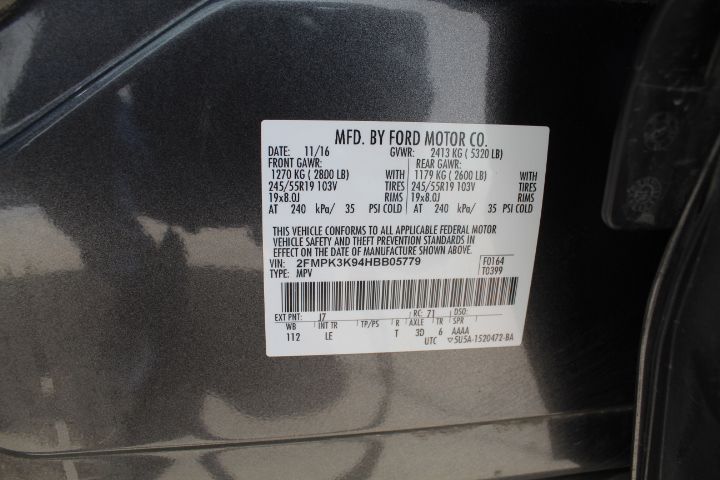 MFD. BY FORD MOTOR CO.
DATE: 11/16 GVWR: 2413 KG ( 5320 LB)
FRONT GAWR: REAR GAWR:
1270 KG ( 2800 LB) WITH 1179 KG ( 2600 LB) WITH
245/55R19 103V TIRES 245/55R19 103V TIRES
19x8.0J RIMS 19x8.0J RIMS
AT 240 kPa/ 35 PSI COLD AT 240 kPa/ 35 PSI COLD
THIS VEHICLE CONFORMS TO ALL APPLICABLE FEDERAL MOTOR
VEHICLE SAFETY AND THEFT PREVENTION STANDARDS IN
EFFECT ON THE DATE OF MANUFACTURE SHOWN ABOVE.
VIN: 2FMPK3K94HBB05779 F0164
TYPE: MPV T0399
EXT PNT: J7 RC: 71 DSO:
WB INT TR TP/PS R AXLE TR SPR
112 LE T 3D 6 AAAA
UTC ▽5U5A-1520472-BA